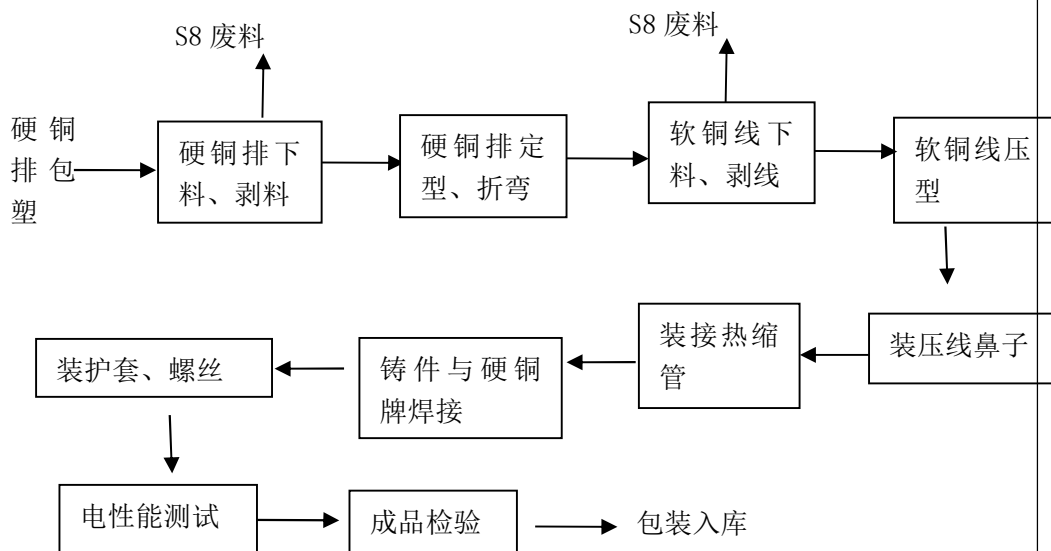 S8 废料
S8 废料
硬 铜
排 包
塑
硬铜排下
料、剥料
硬铜排定
型、折弯
软铜线下
料、剥线
软铜线压
型
装压线鼻子
装接热缩
管
铸件与硬铜
牌焊接
装护套、螺丝
电性能测试
成品检验
包装入库